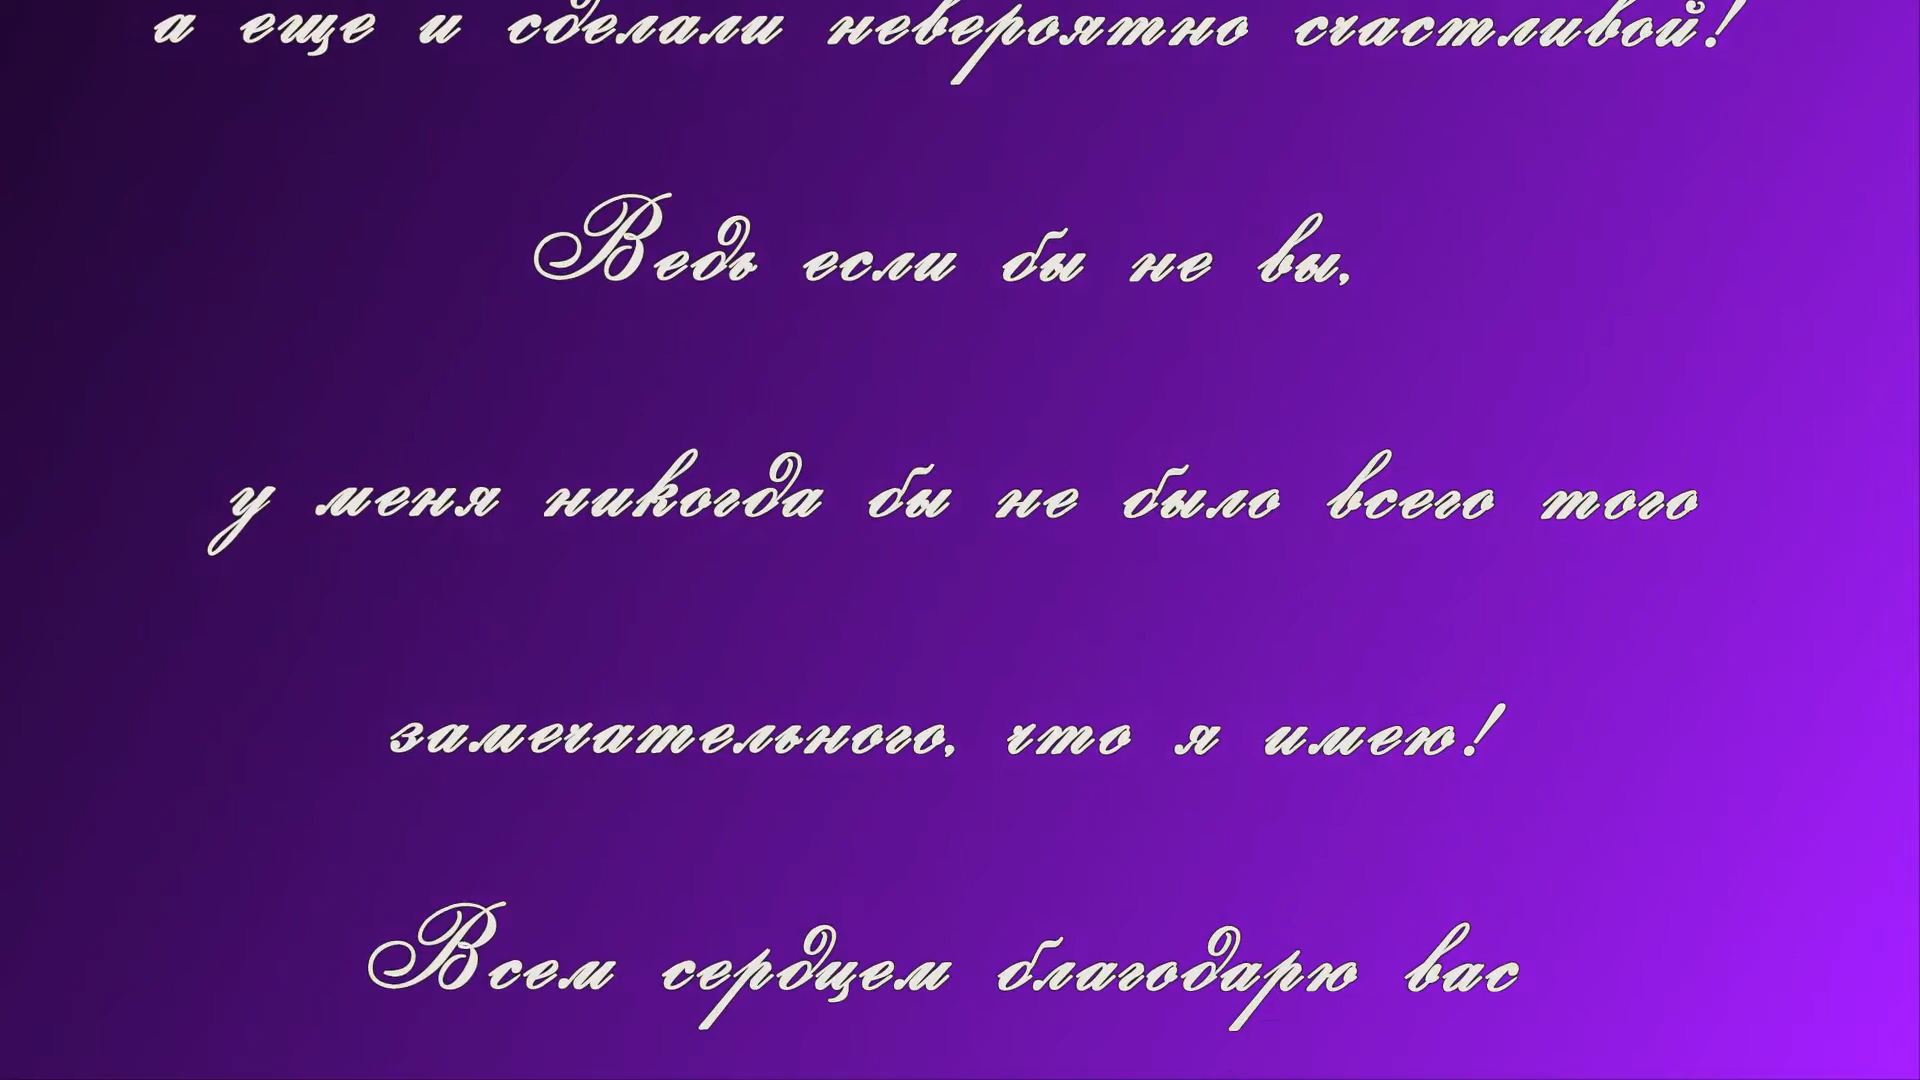 а еще и сделали невероятно счастливой!
Ведь если бы не вы,
у меня никогда бы не было всего того
замечательного, что я имею!
Всем сердцем благодарю вас